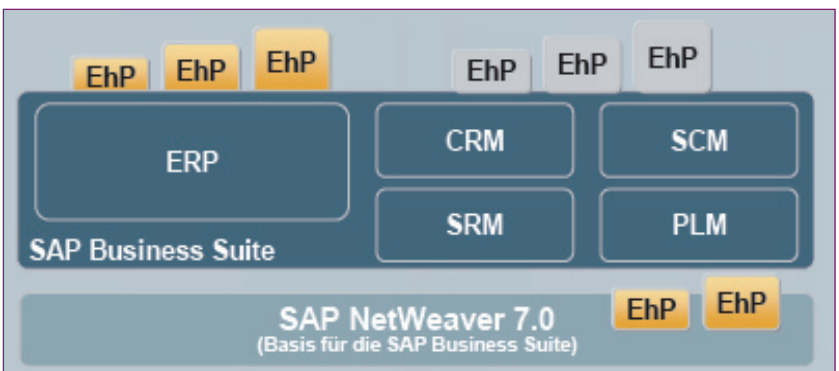 EhP EhP EhP EhP EhP EhP
ERP
CRM
SCM
SRM
PLM
SAP Business Suite
SAP NetWeaver 7.0
(Basis für die SAP Business Suite)
EhP EhP